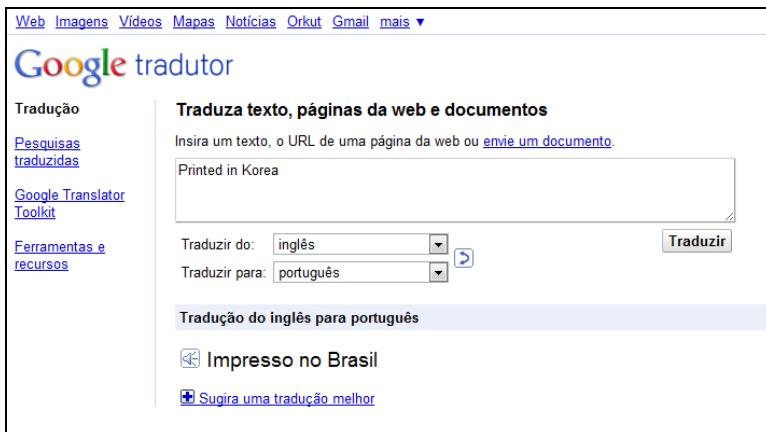 Web Imagens Vídeos Mapas Notícias Orkut Gmail mais ▼
Google tradutor
Tradução
Pesquisas
traduzidas
Google Translator
Toolkit
Ferramentas e
recursos
Traduza texto, páginas da web e documentos
Insira um texto, o URL de uma página da web ou envie um documento.
Printed in Korea
Traduzir do: inglês
Traduzir
Traduzir para: português
Tradução do inglês para português
Impresso no Brasil
Sugira uma tradução melhor